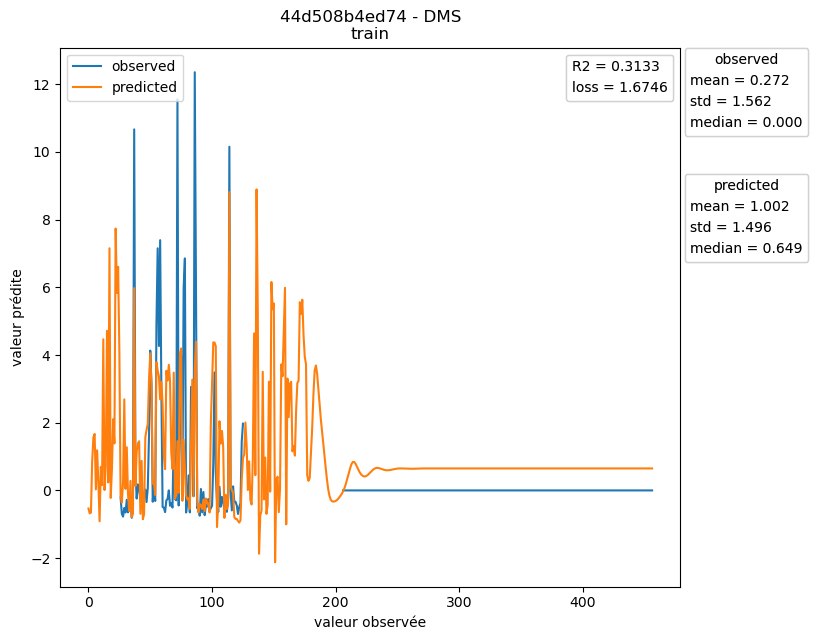 44d508b4ed74 - DMS
train
observed
predicted
R2 = 0.3133
loss = 1.6746
observed
mean = 0.272
std = 1.562
median = 0.000
predicted
mean = 1.002
std = 1.496
median = 0.649
valeur prédite
12
10
8
6
4
2
0
−2
0
100
200
300
400
valeur observée